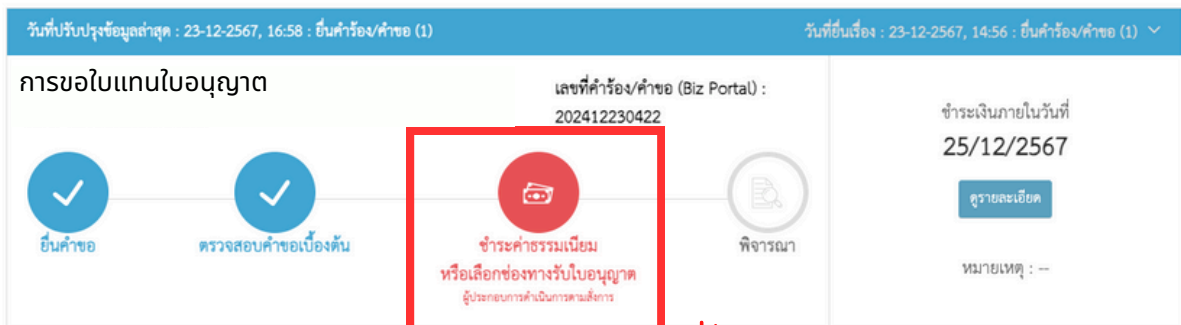 วันที่ปรับปรุงข้อมูลล่าสุด : 23-12-2567, 16:58 : ยื่นคำร้อง/คำขอ (1)
วันที่ยื่นเรื่อง : 23-12-2567, 14:56 : ยื่นคำร้อง/คำขอ (1)
การขอใบแทนใบอนุญาต
เลขที่คำร้อง/คำขอ (Biz Portal) :
202412230422
ยื่นคำขอ
ตรวจสอบคำขอเบื้องต้น
ชำระค่าธรรมเนียม
หรือเลือกช่องทางรับใบอนุญาต
ผู้ประกอบการดำเนินการตามสั่งการ
พิจารณา
ชำระเงินภายในวันที่
25/12/2567
ดูรายละเอียด
หมายเหตุ : --